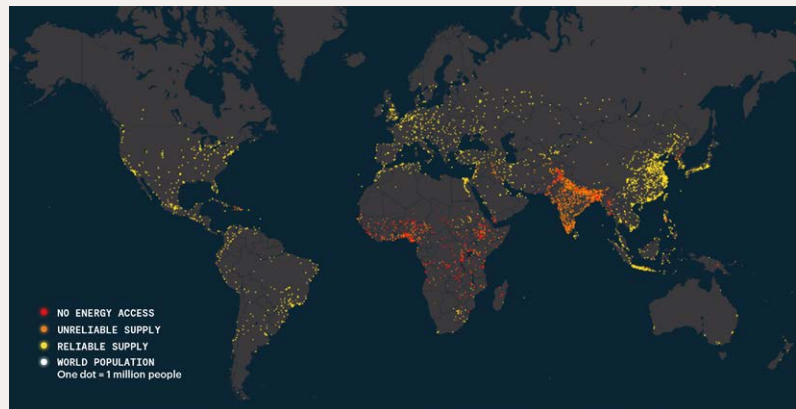 NO ENERGY ACCESS
UNRELIABLE SUPPLY
RELIABLE SUPPLY
WORLD POPULATION
One dot = 1 million people